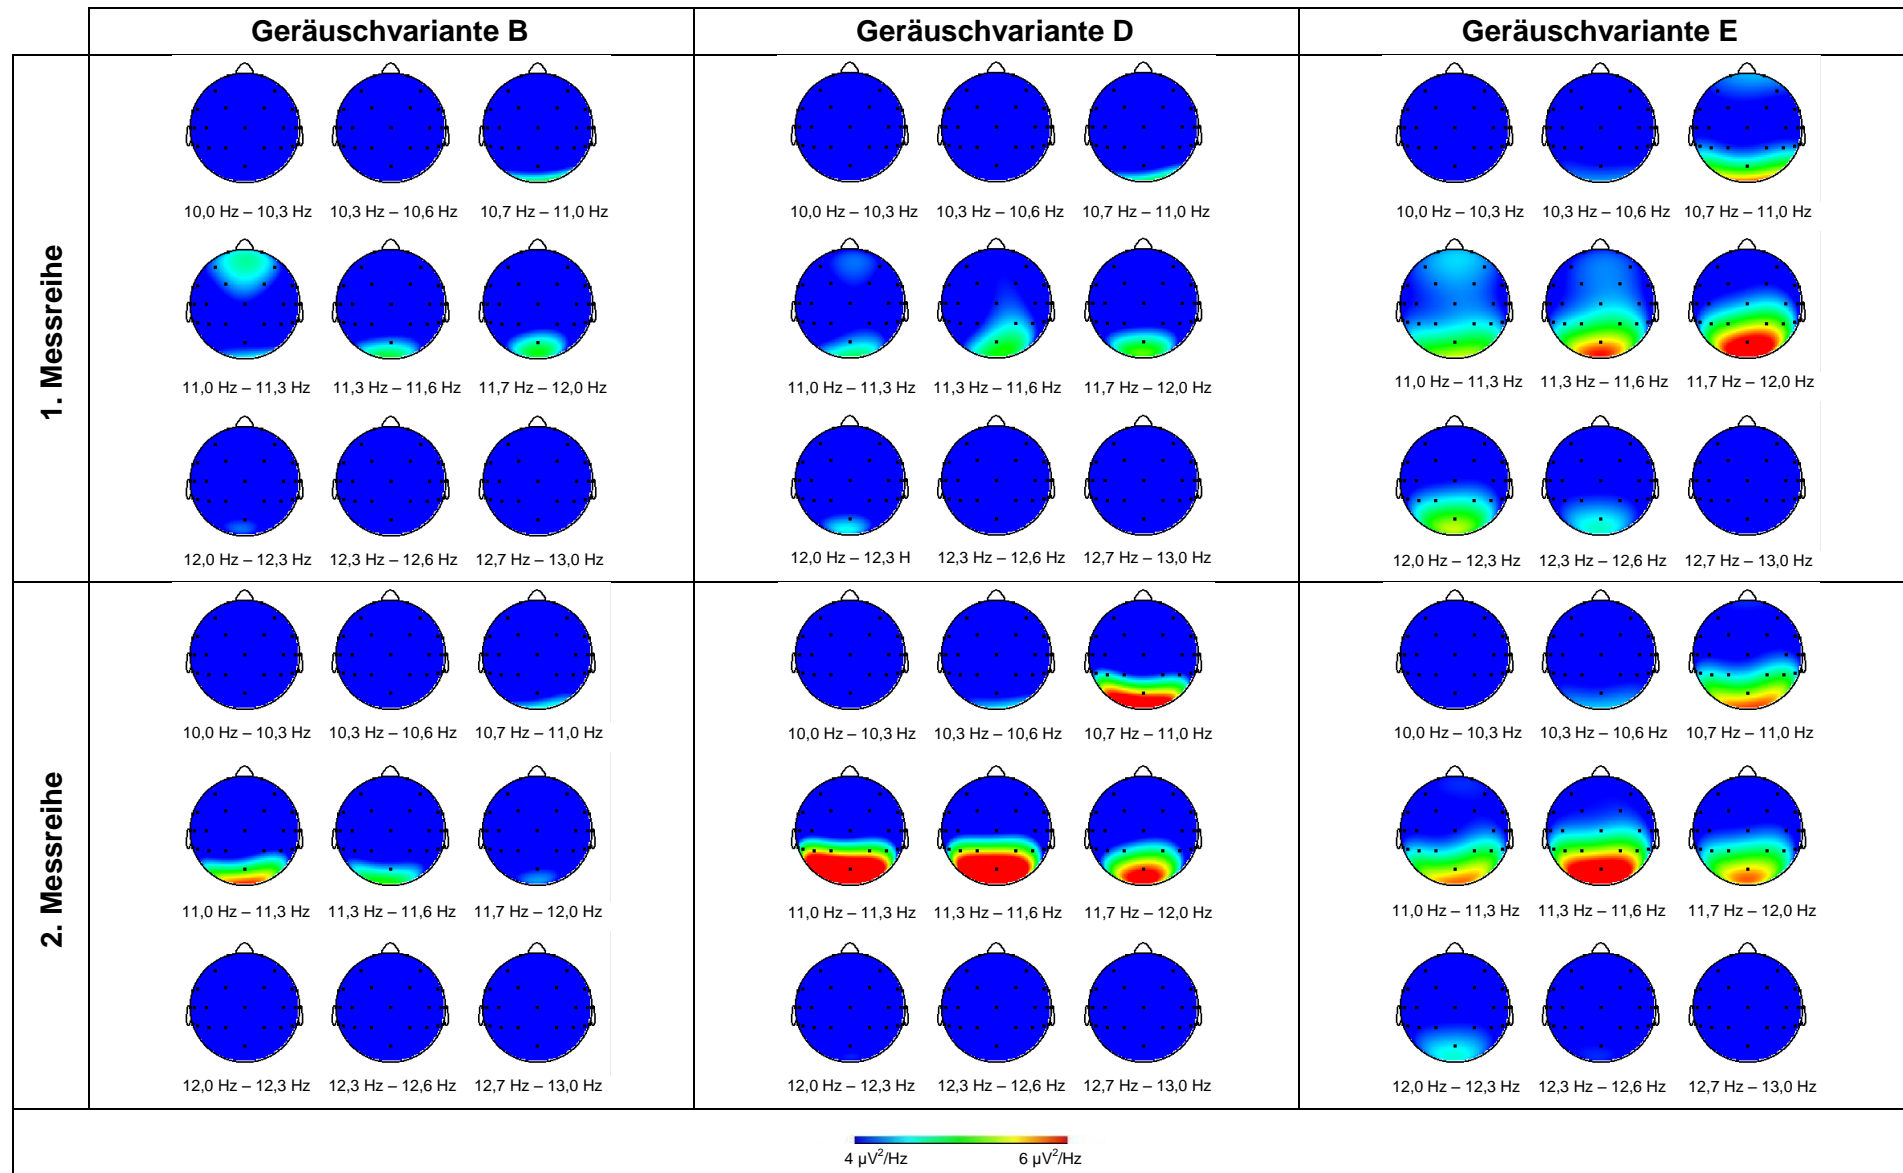 Geräuschvariante B Geräuschvariante D Geräuschvariante E
1. Messreihe
10,0 Hz – 10,3 Hz 10,3 Hz – 10,6 Hz 10,7 Hz – 11,0 Hz 10,0 Hz – 10,3 H 10,3 Hz – 10,6 Hz 10,7 Hz – 11,0 Hz 10,0 Hz – 10,3 Hz 10,3 Hz – 10,6 Hz 10,7 Hz – 11,0 Hz
11,0 Hz – 11,3 Hz 11,3 Hz – 11,6 Hz 11,7 Hz – 12,0 Hz 11,0 Hz – 11,3 Hz 11,3 Hz – 11,6 Hz 11,7 Hz – 12,0 Hz 11,0 Hz – 11,3 Hz 11,3 Hz – 11,6 Hz 11,7 Hz – 12,0 Hz
12,0 Hz – 12,3 Hz 12,3 Hz – 12,6 Hz 12,7 Hz – 13,0 Hz 12,0 Hz – 12,3 H 12,3 Hz – 12,6 Hz 12,7 Hz – 13,0 Hz 12,0 Hz – 12,3 Hz 12,3 Hz – 12,6 Hz 12,7 Hz – 13,0 Hz
2. Messreihe
10,0 Hz – 10,3 Hz 10,3 Hz – 10,6 Hz 10,7 Hz – 11,0 Hz 10,0 Hz – 10,3 Hz 10,3 Hz – 10,6 Hz 10,7 Hz – 11,0 Hz 10,0 Hz – 10,3 Hz 10,3 Hz – 10,6 Hz 10,7 Hz – 11,0 Hz
11,0 Hz – 11,3 Hz 11,3 Hz – 11,6 Hz 11,7 Hz – 12,0 Hz 11,0 Hz – 11,3 Hz 11,3 Hz – 11,6 Hz 11,7 Hz – 12,0 Hz 11,0 Hz – 11,3 Hz 11,3 Hz – 11,6 Hz 11,7 Hz – 12,0 Hz
12,0 Hz – 12,3 Hz 12,3 Hz – 12,6 Hz 12,7 Hz – 13,0 Hz 12,0 Hz – 12,3 Hz 12,3 Hz – 12,6 Hz 12,7 Hz – 13,0 Hz 12,0 Hz – 12,3 Hz 12,3 Hz – 12,6 Hz 12,7 Hz – 13,0 Hz
4 µV²/Hz 6 µV²/Hz